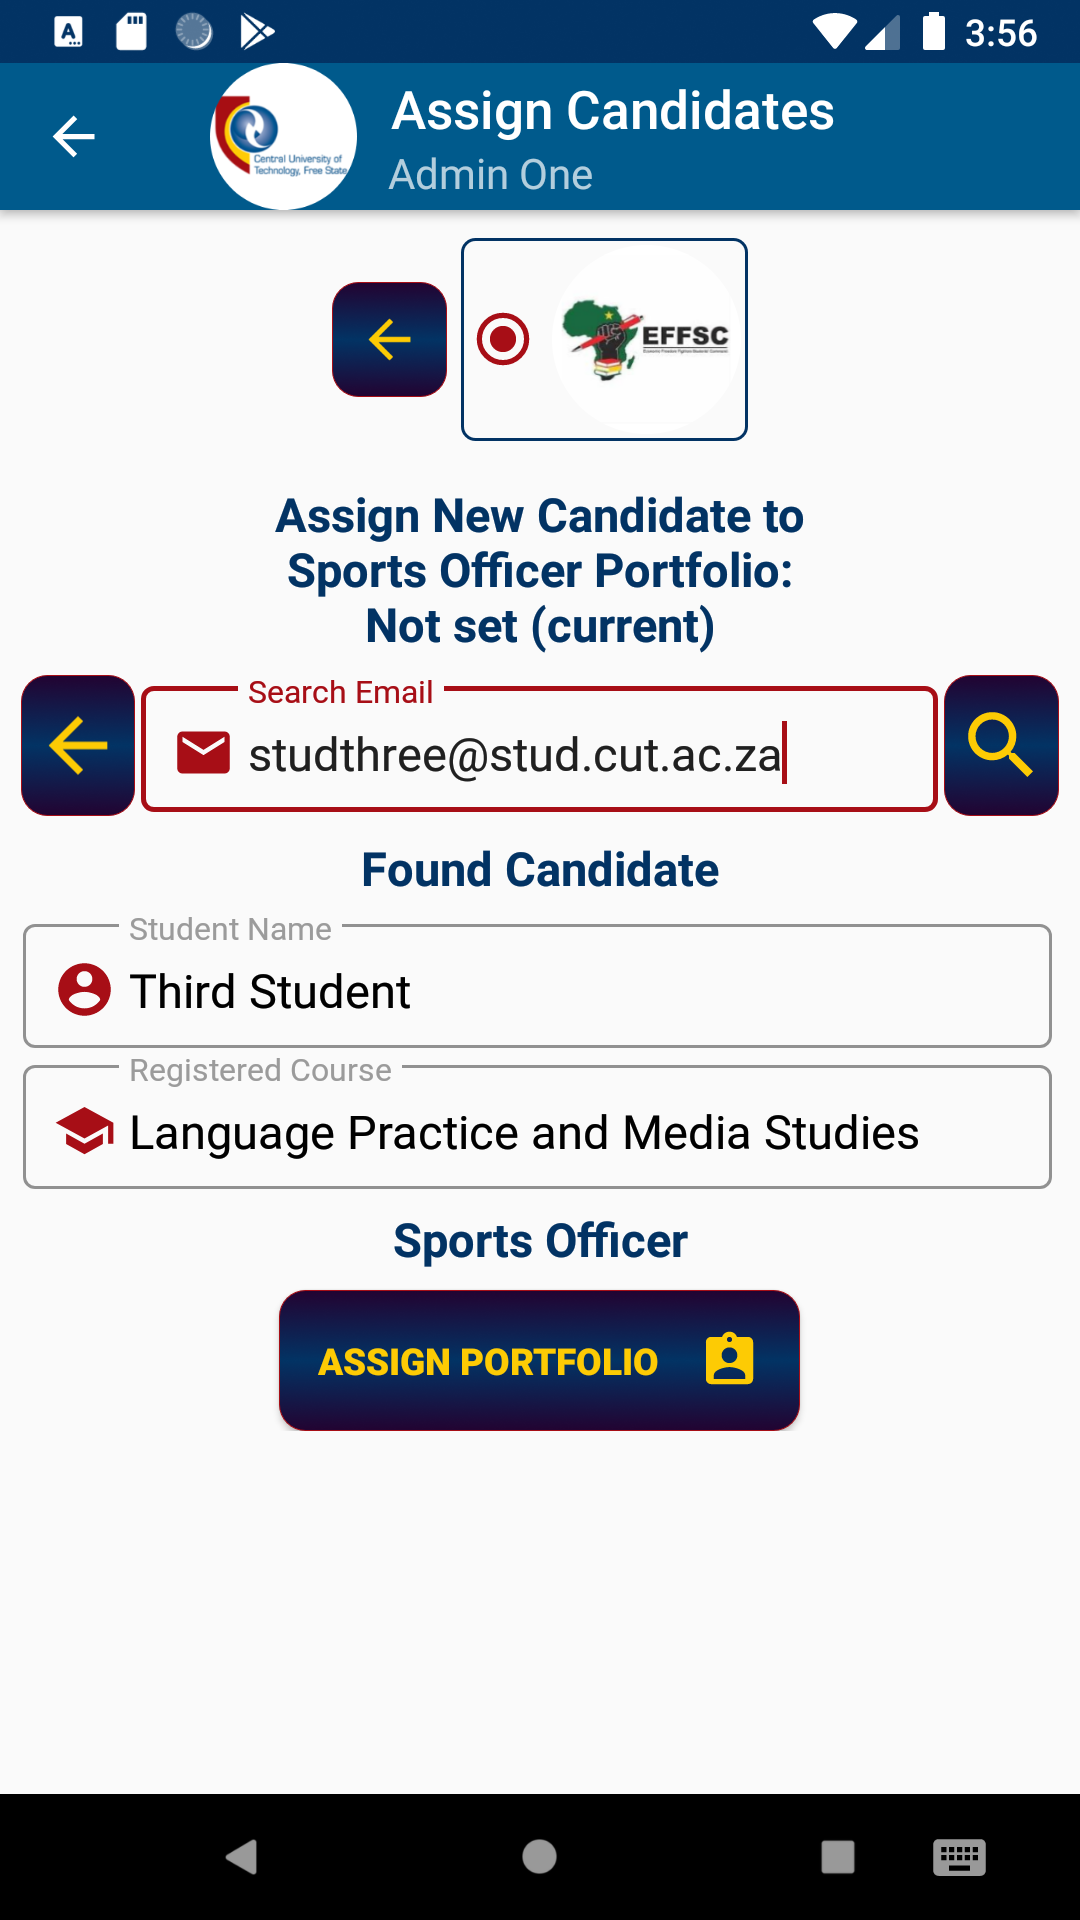 3:56
Assign Candidates
Admin One
Central University of
Technology, Free State
EFFSC
Assign New Candidate to
Sports Officer Portfolio:
Not set (current)
Search Email
studthree@stud.cut.ac.za
Found Candidate
Student Name
Third Student
Registered Course
Language Practice and Media Studies
Sports Officer
ASSIGN PORTFOLIO